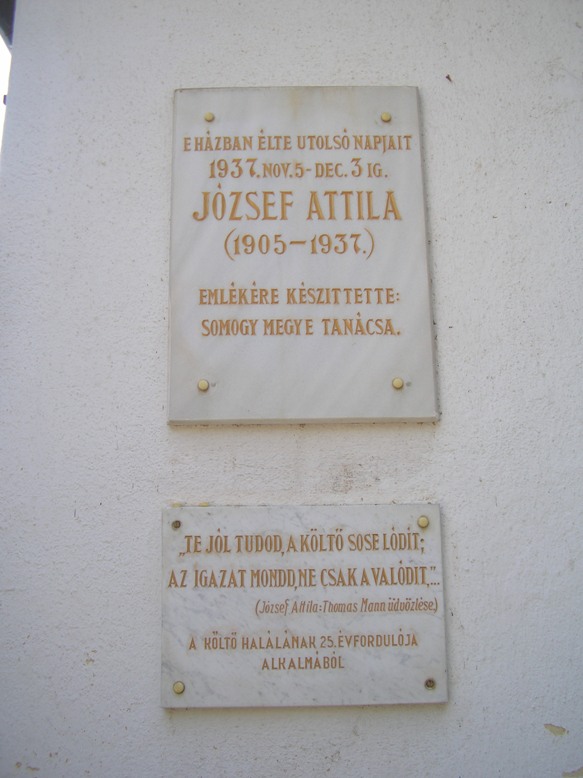 E HÁZBAN ÉLTE UTOLSÓ NAPJAIT
1937. NOV. 5 - DEC. 3 IG.
JÓZSEF ATTILA
(1905-1937.)
EMLÉKÉRE KÉSZITTETTE:
SOMOGY MEGYE TANÁCSA.
„TE JÓL TUDOD, A KÖLTŐ SOSE LÓDÍT;
AZ IGAZAT MONDD, NE CSAK A VALÓDIT,"...
(József Attila: Thomas Mann üdvözlése.)
A KÖLTŐ HALÁLÁNAK 25. ÉVFORDULÓJA
ALKALMÁBÓL